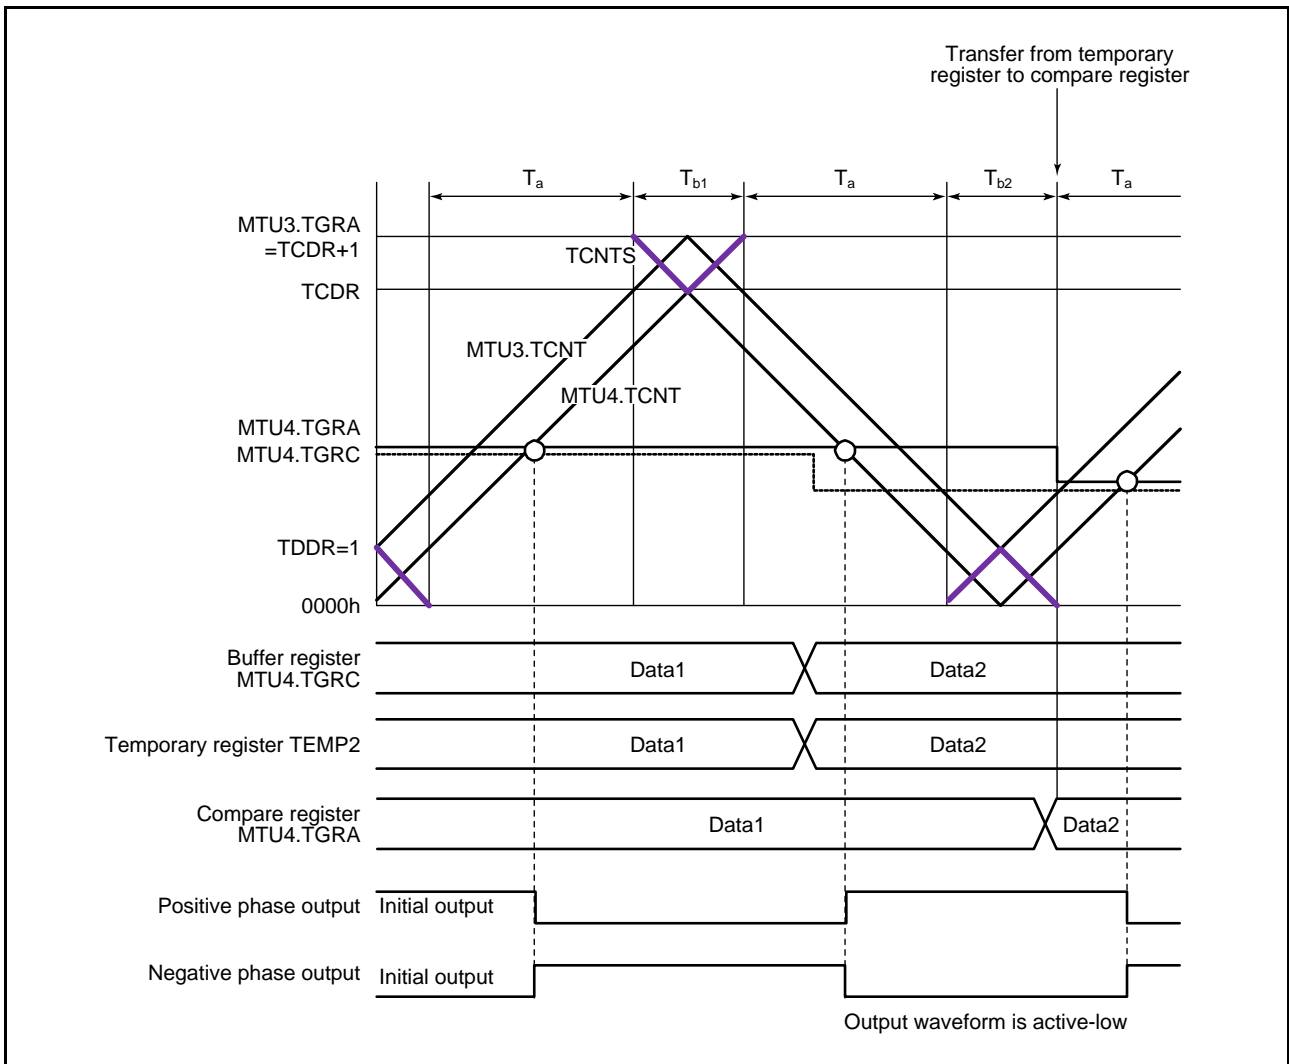 Transfer from temporary
register to compare register
Ta
Tb1
Ta
Tb2
Ta
MTU3.TGRA
=TCDR+1
TCNTS
TCDR
MTU3.TCNT
MTU4.TCNT
MTU4.TGRA
MTU4.TGRC
TDDR=1
0000h
Buffer register
MTU4.TGRC
Data1
Data2
Temporary register TEMP2
Data1
Data2
Compare register
MTU4.TGRA
Data1
Data2
Positive phase output
Initial output
Negative phase output
Initial output
Output waveform is active-low